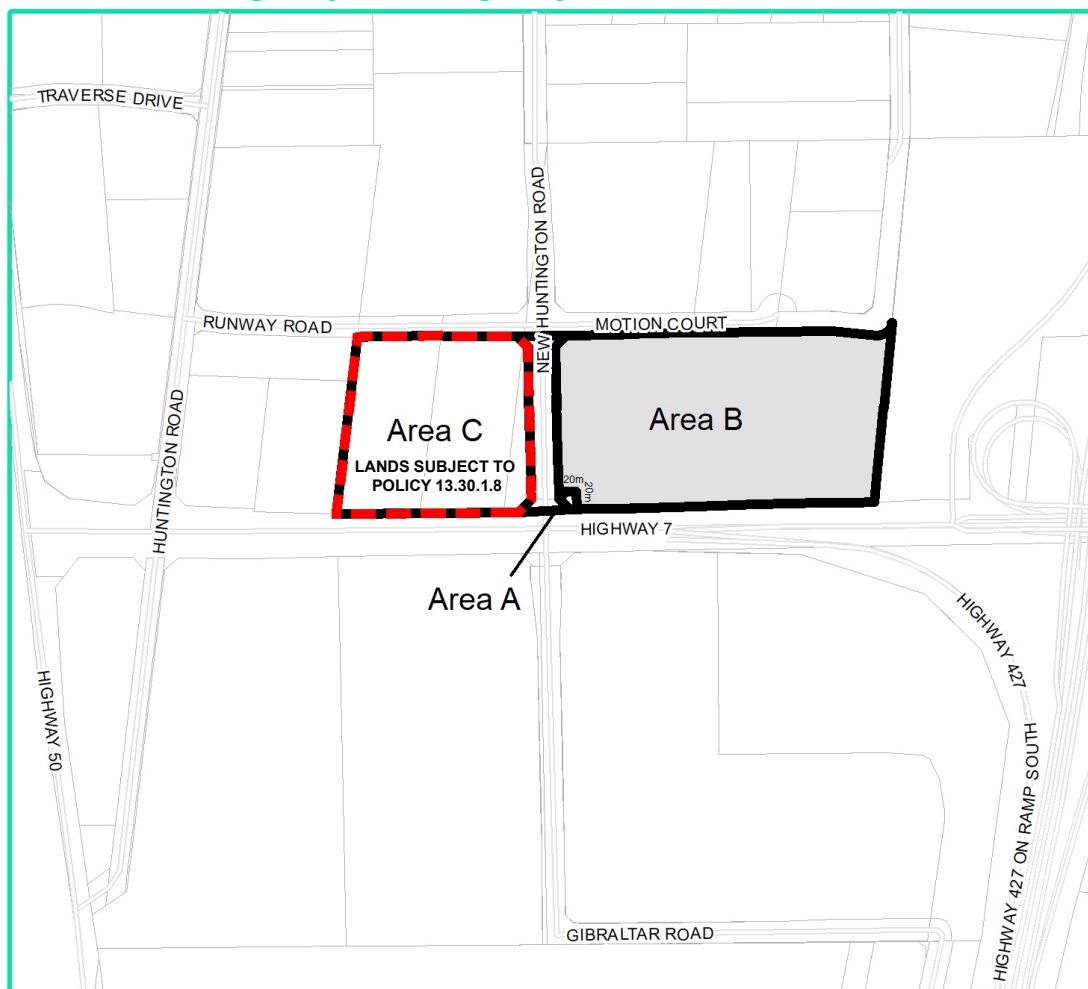 TRAVERSE DRIVE
NEW HUNTINGTON ROAD
RUNWAY ROAD
MOTION COURT
HUNTINGTON ROAD
Area C
LANDS SUBJECT TO
POLICY 13.30.1.8
Area B
20m
20m
HIGHWAY 7
Area A
HIGHWAY 427
HIGHWAY 50
HIGHWAY 427 ON RAMP SOUTH
GIBRALTAR ROAD